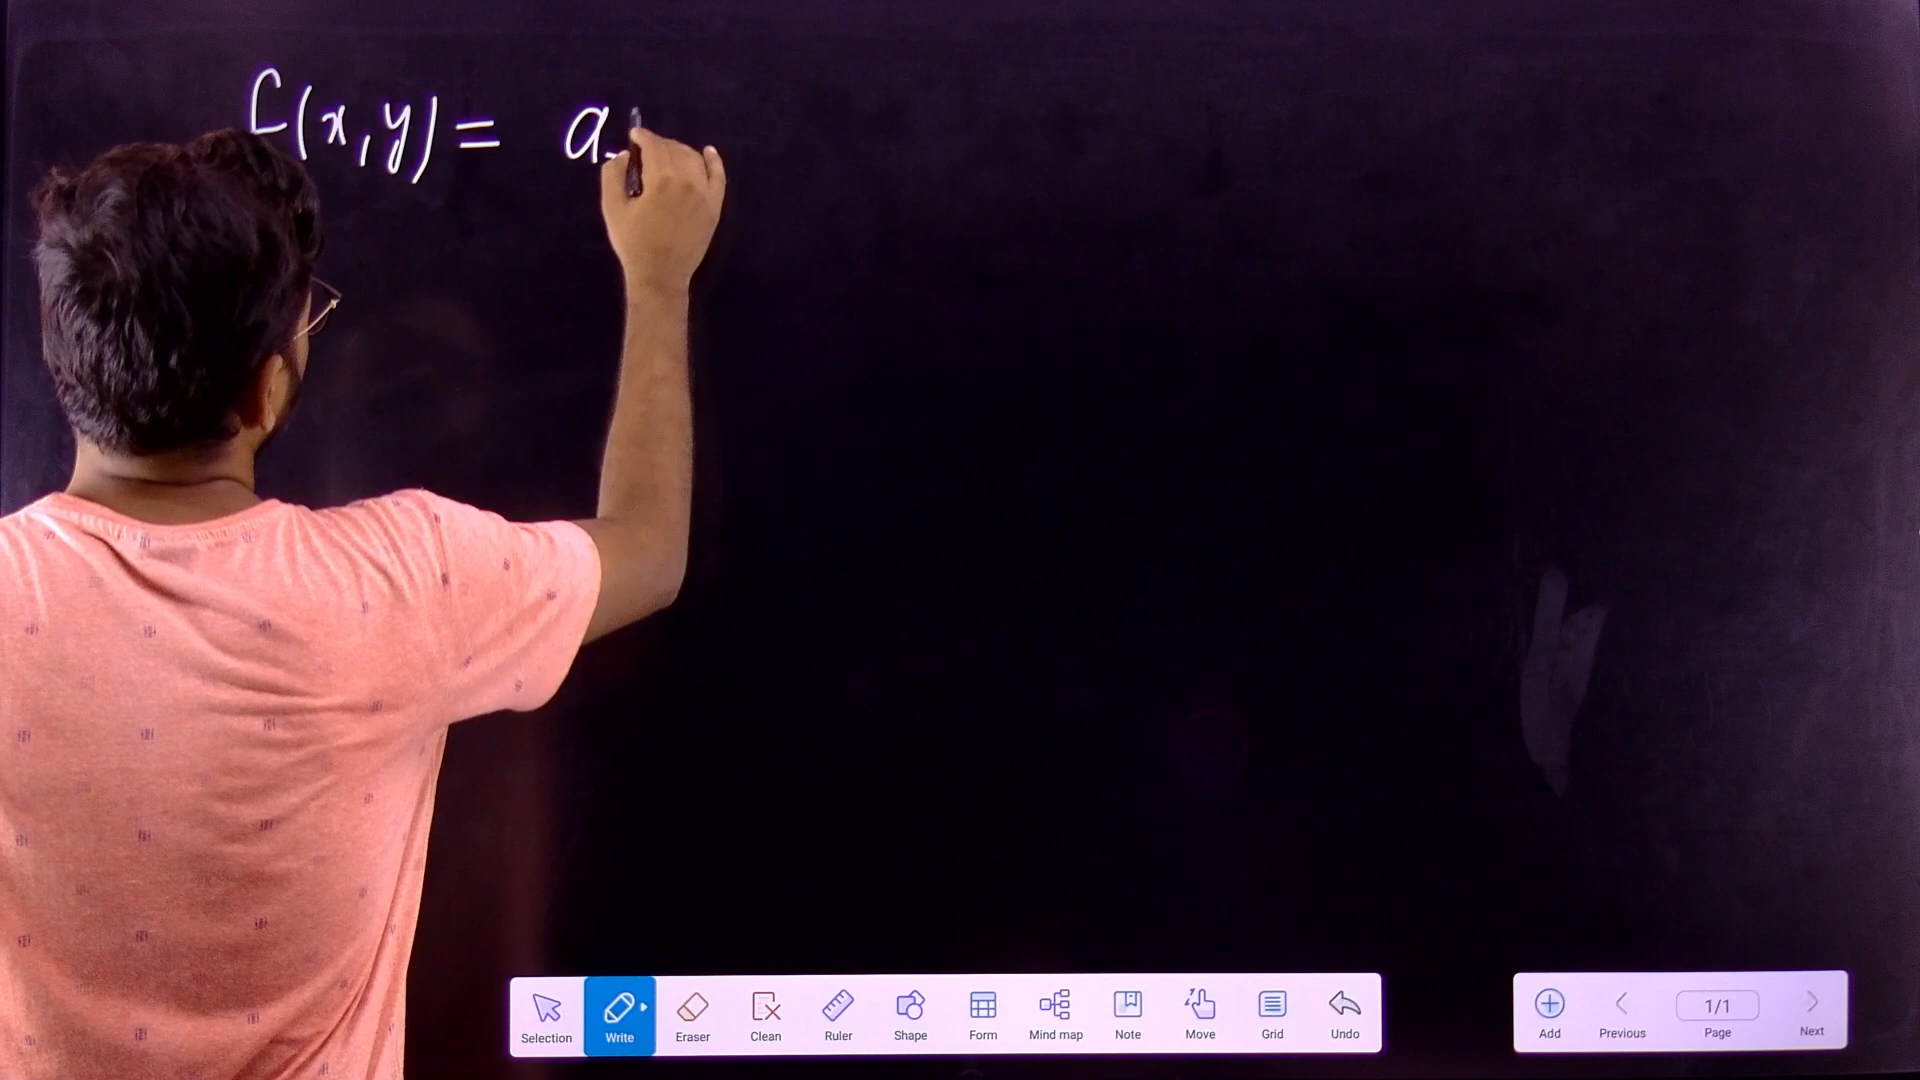 f(x,y) = a
Selection Write Eraser Clean Ruler Shape Form Mind map Note Move Grid Undo
Add Previous 1/1 Page Next